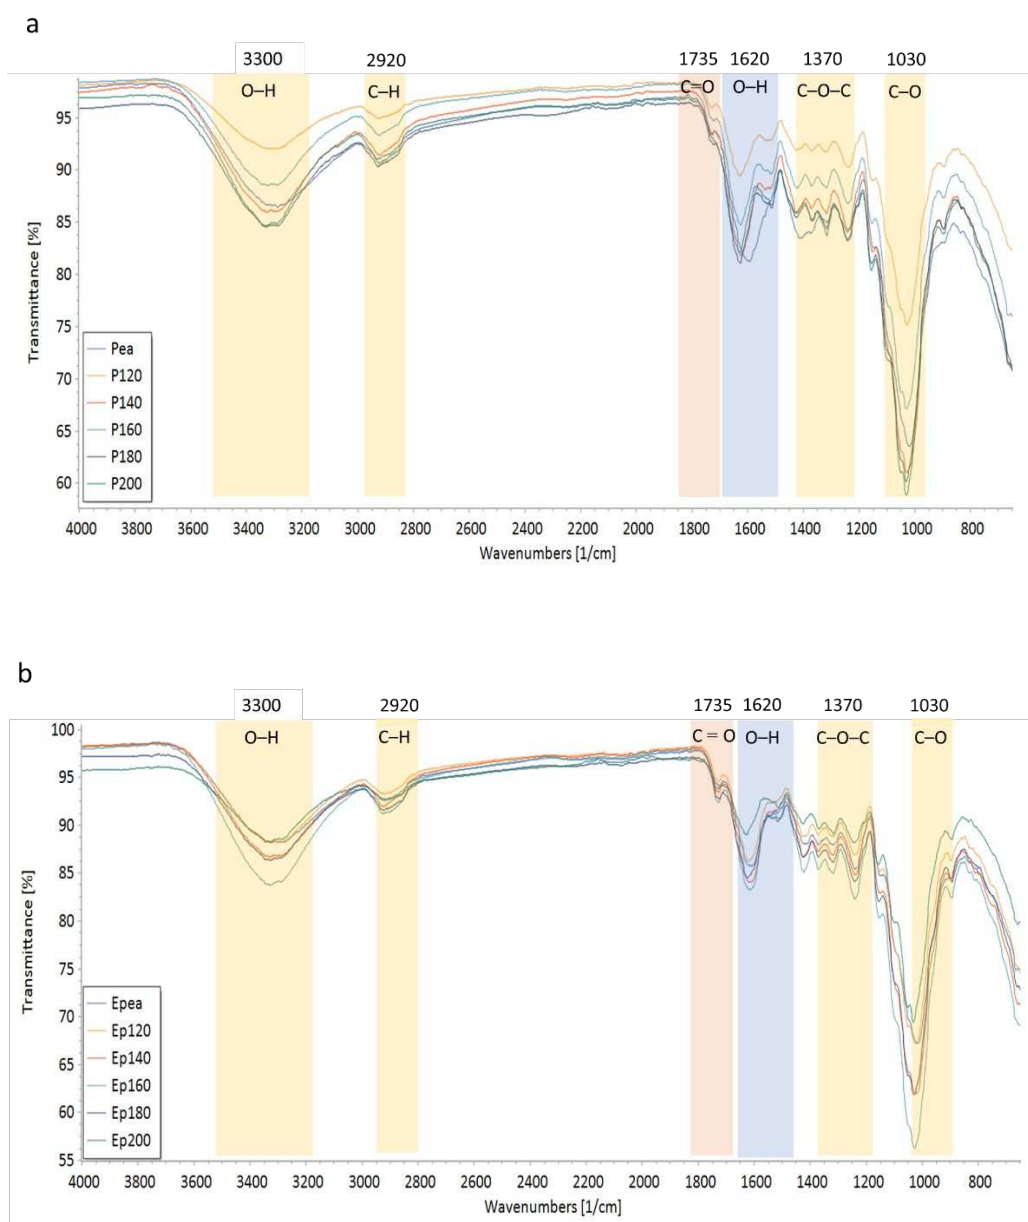 a
3300 2920 1735 1620 1370 1030
O–H C–H C=O O–H C–O–C C–O
95
90
85
80
75
70
65
60
Transmittance [%]
Pea
P120
P140
P160
P180
P200
4000 3800 3600 3400 3200 3000 2800 2600 2400 2200 2000 1800 1600 1400 1200 1000 800
Wavenumbers [1/cm]
b
3300 2920 1735 1620 1370 1030
O–H C–H C = O O–H C–O–C C–O
100
95
90
85
80
75
70
65
60
55
Transmittance [%]
Epea
Ep120
Ep140
Ep160
Ep180
Ep200
4000 3800 3600 3400 3200 3000 2800 2600 2400 2200 2000 1800 1600 1400 1200 1000 800
Wavenumbers [1/cm]